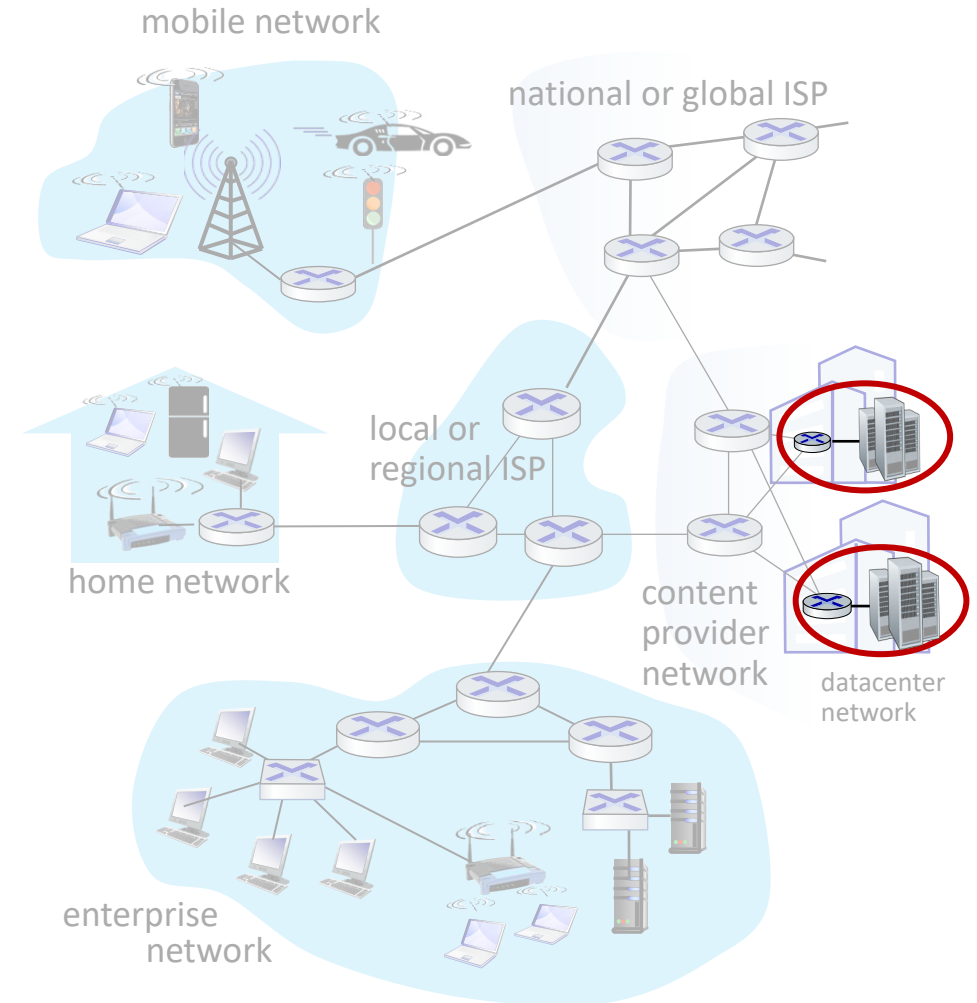 mobile network
national or global ISP
local or
regional ISP
home network
content
provider
network
datacenter
network
enterprise
network